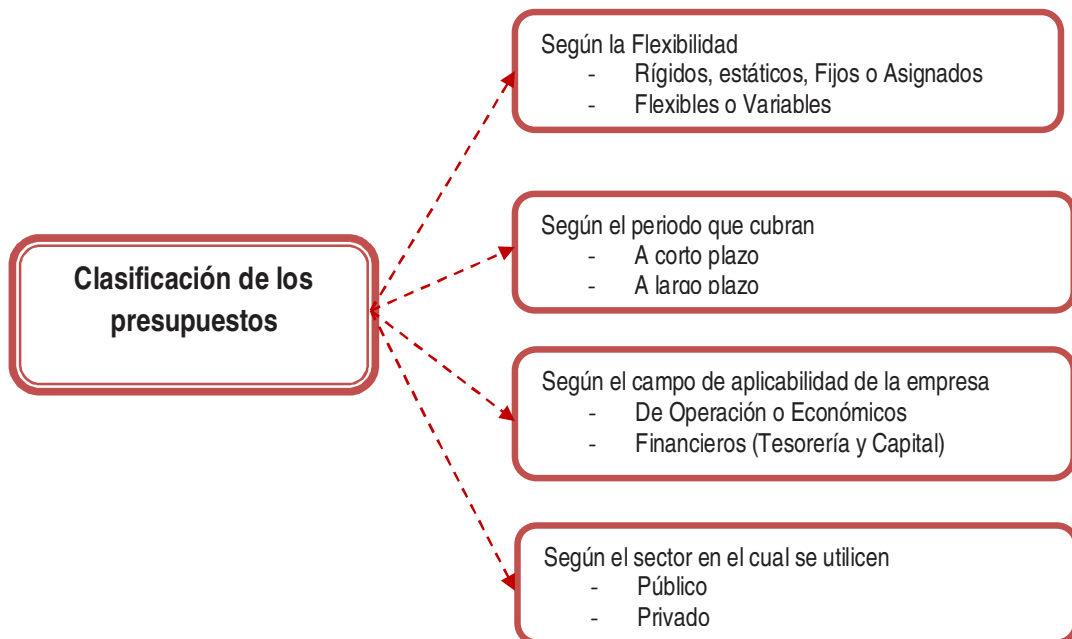 Clasificación de los
presupuestos
Según la Flexibilidad
- Rígidos, estáticos, Fijos o Asignados
- Flexibles o Variables
Según el periodo que cubran
- A corto plazo
- A largo plazo
Según el campo de aplicabilidad de la empresa
- De Operación o Económicos
- Financieros (Tesorería y Capital)
Según el sector en el cual se utilicen
- Público
- Privado